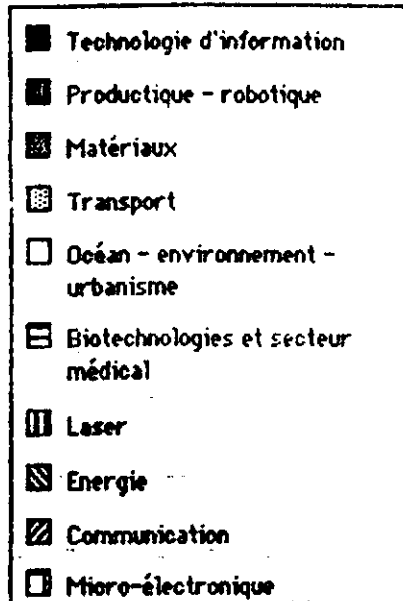 Technologie d'information
Productique - robotique
Matériaux
Transport
Océan - environnement -
urbanisme
Biotechnologies et secteur
médical
Laser
Energie
Communication
Micro-électronique